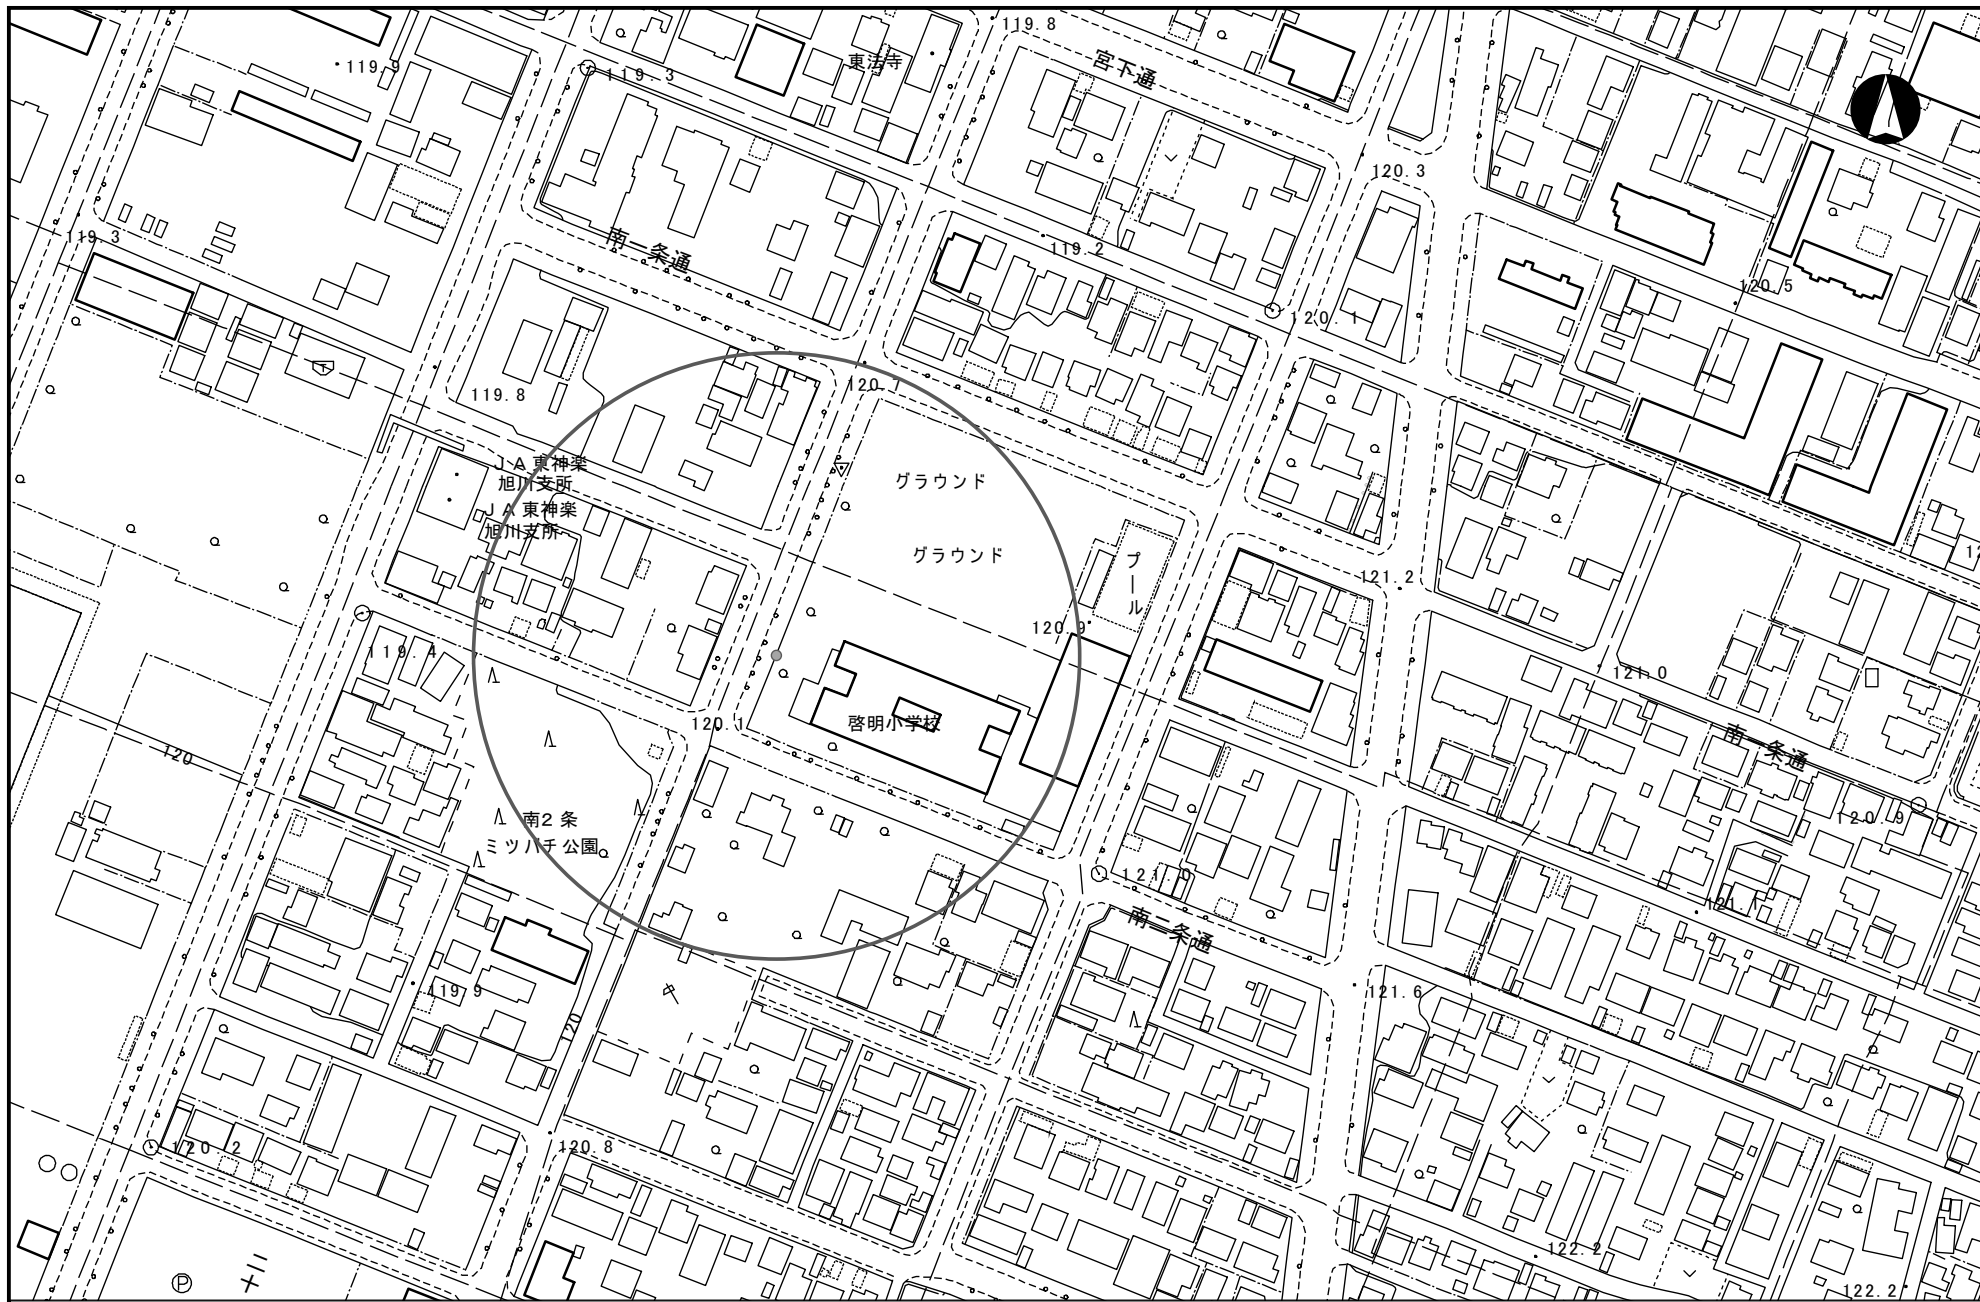 119.8
東法寺
宮下通
119.9
119.3
120.3
119.3
南一条通
119.2
120.5
120.1
120.7
119.8
JA東神楽
旭川支所
グラウンド
JA東神楽
旭川支所
グラウンド
プール
121.2
120.9
119.4
121.0
120.1
啓明小学校
120
南一条通
南2条
ミツバチ公園
120.9
121.0
121.1
南二条通
119.9
121.6
120
120.2
120.8
122.2
二十
P
122.2